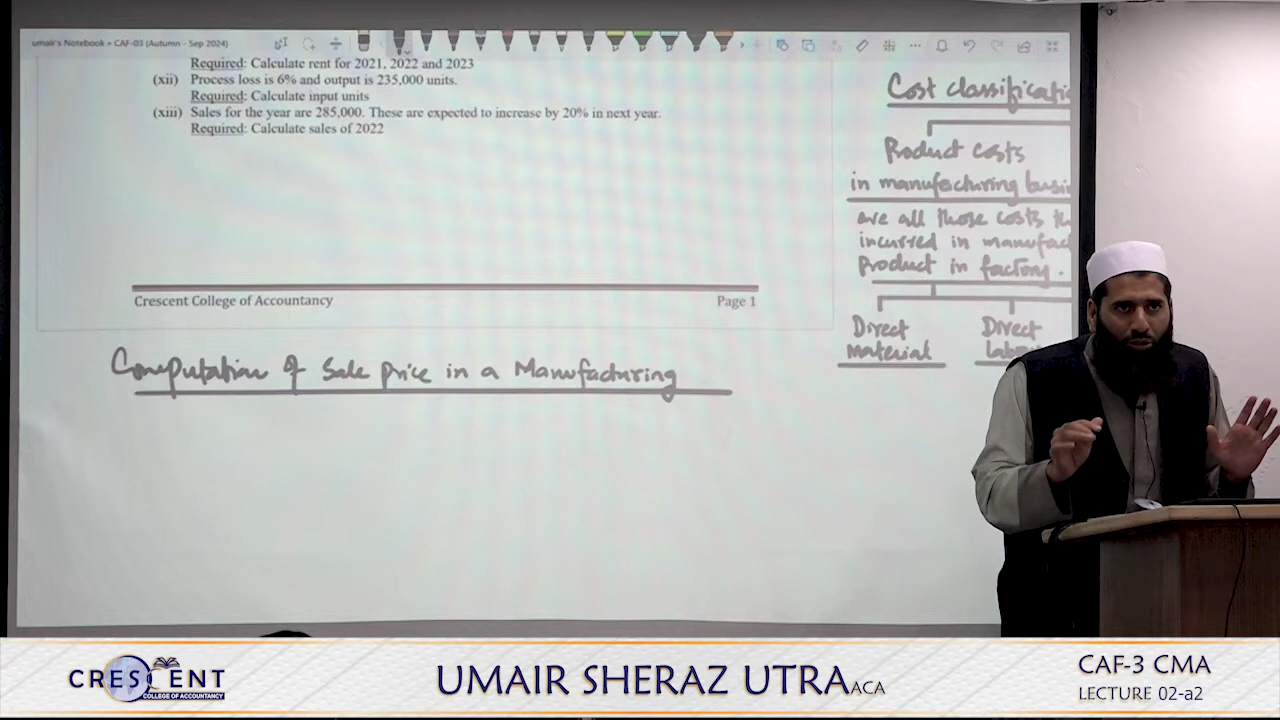 umair's Notebook » CAF-03 (Autumn - Sep 2024)
Required: Calculate rent for 2021, 2022 and 2023
(xii) Process loss is 6% and output is 235,000 units.
Required: Calculate input units
(xiii) Sales for the year are 285,000. These are expected to increase by 20% in next year.
Required: Calculate sales of 2022
Crescent College of Accountancy Page 1
Computation of Sale Price in a Manufacturing
Cost classificatio
Product costs
in manufacturing busi
are all those costs th
incurred in manufac
product in factory.
Direct Direct
material lab
CRESCENT
COLLEGE OF ACCOUNTANCY
UMAIR SHERAZ UTRA ACA
CAF-3 CMA
LECTURE 02-a2